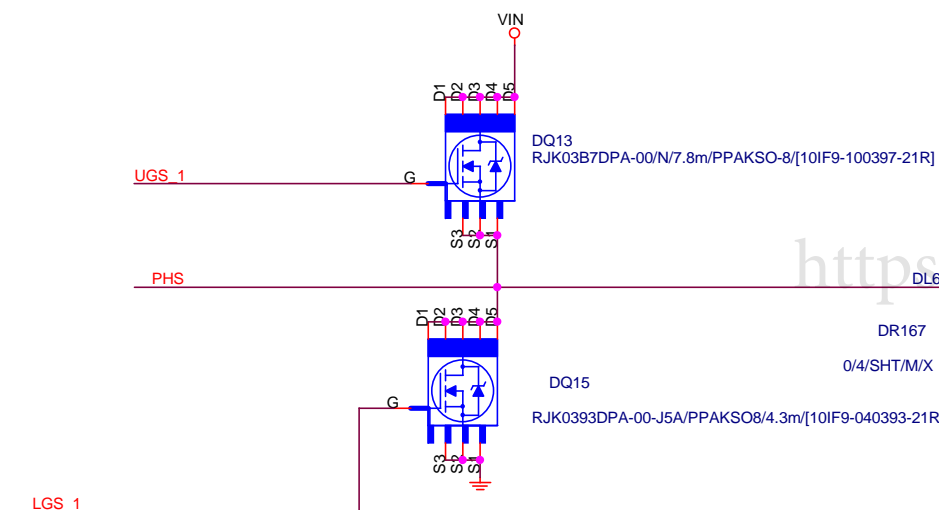 VIN
D1 D2 D3 D4 D5
DQ13
RJK03B7DPA-00/N/7.8m/PPAKSO-8/[10IF9-100397-21R]
UGS_1
G
S3 S2 S1
https
PHS
DL6
D1 D2 D3 D4 D5
DR167
0/4/SHT/M/X
DQ15
G
RJK0393DPA-00-J5A/PPAKSO8/4.3m/[10IF9-040393-21R
S3 S2 S1
LGS_1